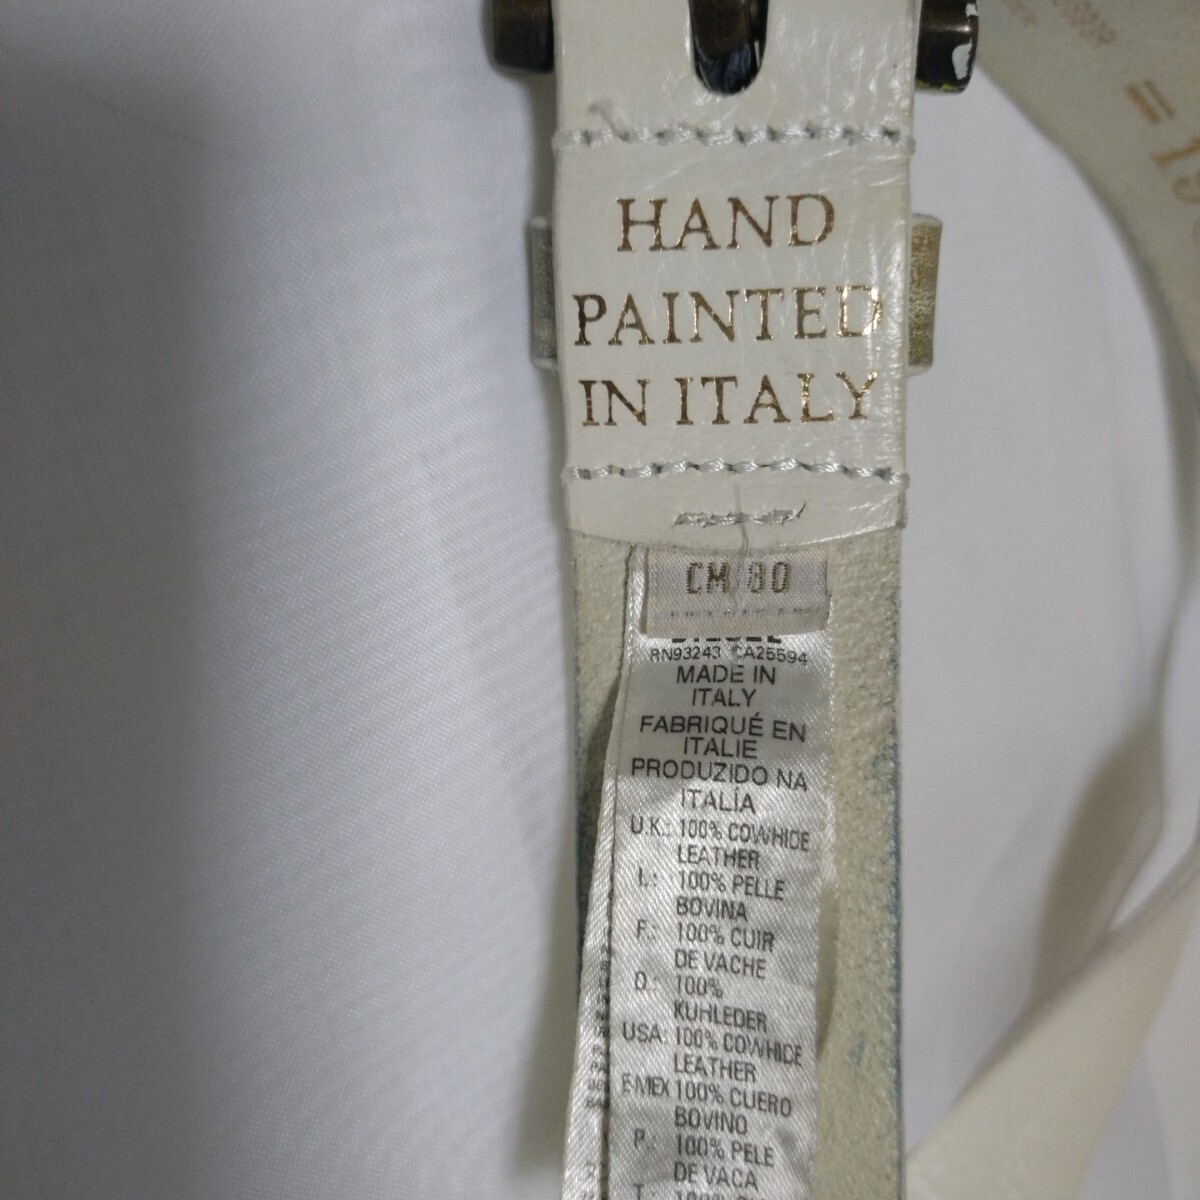 HAND
PAINTED
IN ITALY
CM 80
RN93243 CA25594
MADE IN
ITALY
FABRIQUÉ EN
ITALIE
PRODUZIDO NA
ITALÍA
U.K.: 100% COWHIDE
LEATHER
I.: 100% PELLE
BOVINA
F.: 100% CUIR
DE VACHE
D.: 100%
KUHLEDER
USA: 100% COWHIDE
LEATHER
E-MEX 100% CUERO
BOVINO
P.: 100% PELE
DE VACA